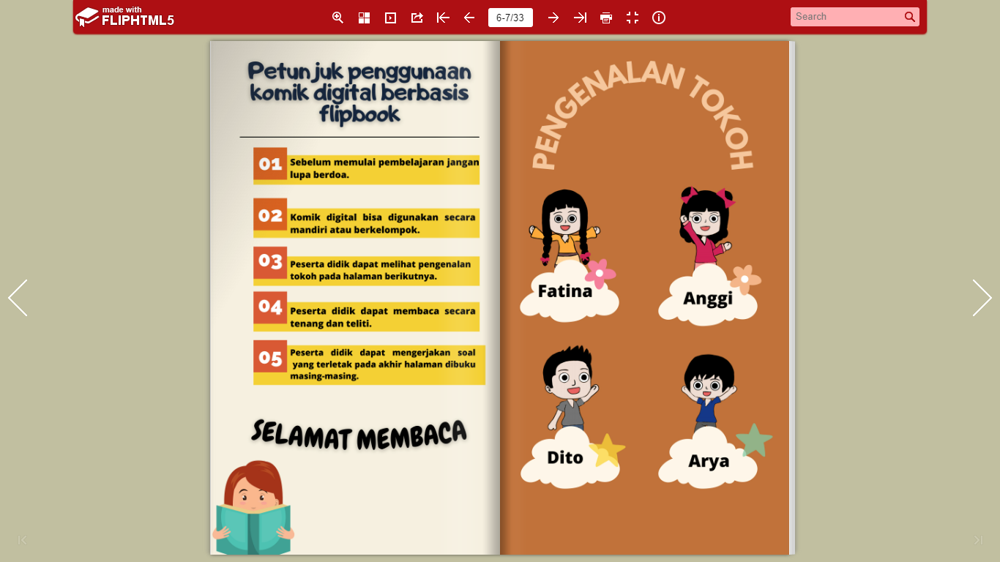 made with
FLIPHTML5
6-7/33
Search
Petunjuk penggunaan
komik digital berbasis
flipbook
01
Sebelum memulai pembelajaran jangan
lupa berdoa.
02
Komik digital bisa digunakan secara
mandiri atau berkelompok.
03
Peserta didik dapat melihat pengenalan
tokoh pada halaman berikutnya.
04
Peserta didik dapat membaca secara
tenang dan teliti.
05
Peserta didik dapat mengerjakan soal
yang terletak pada akhir halaman dibuku
masing-masing.
SELAMAT MEMBACA
PENGENALAN TOKOH
Fatina
Anggi
Dito
Arya